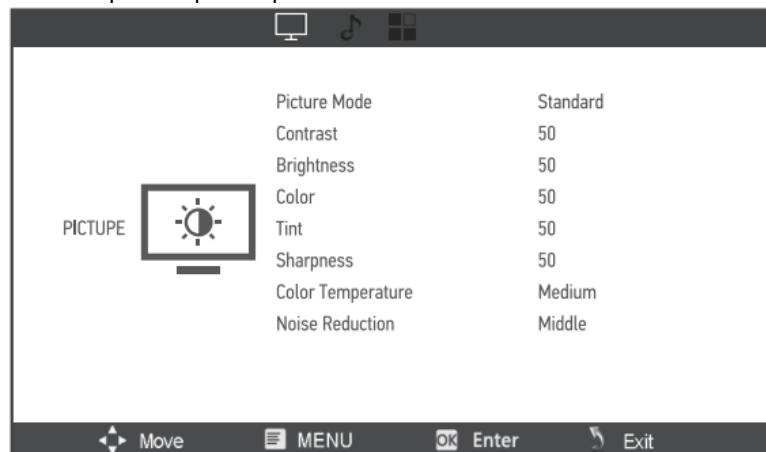 Picture Mode Standard
Contrast 50
Brightness 50
Color 50
PICTUPE
Tint 50
Sharpness 50
Color Temperature Medium
Noise Reduction Middle
Move MENU OK Enter Exit